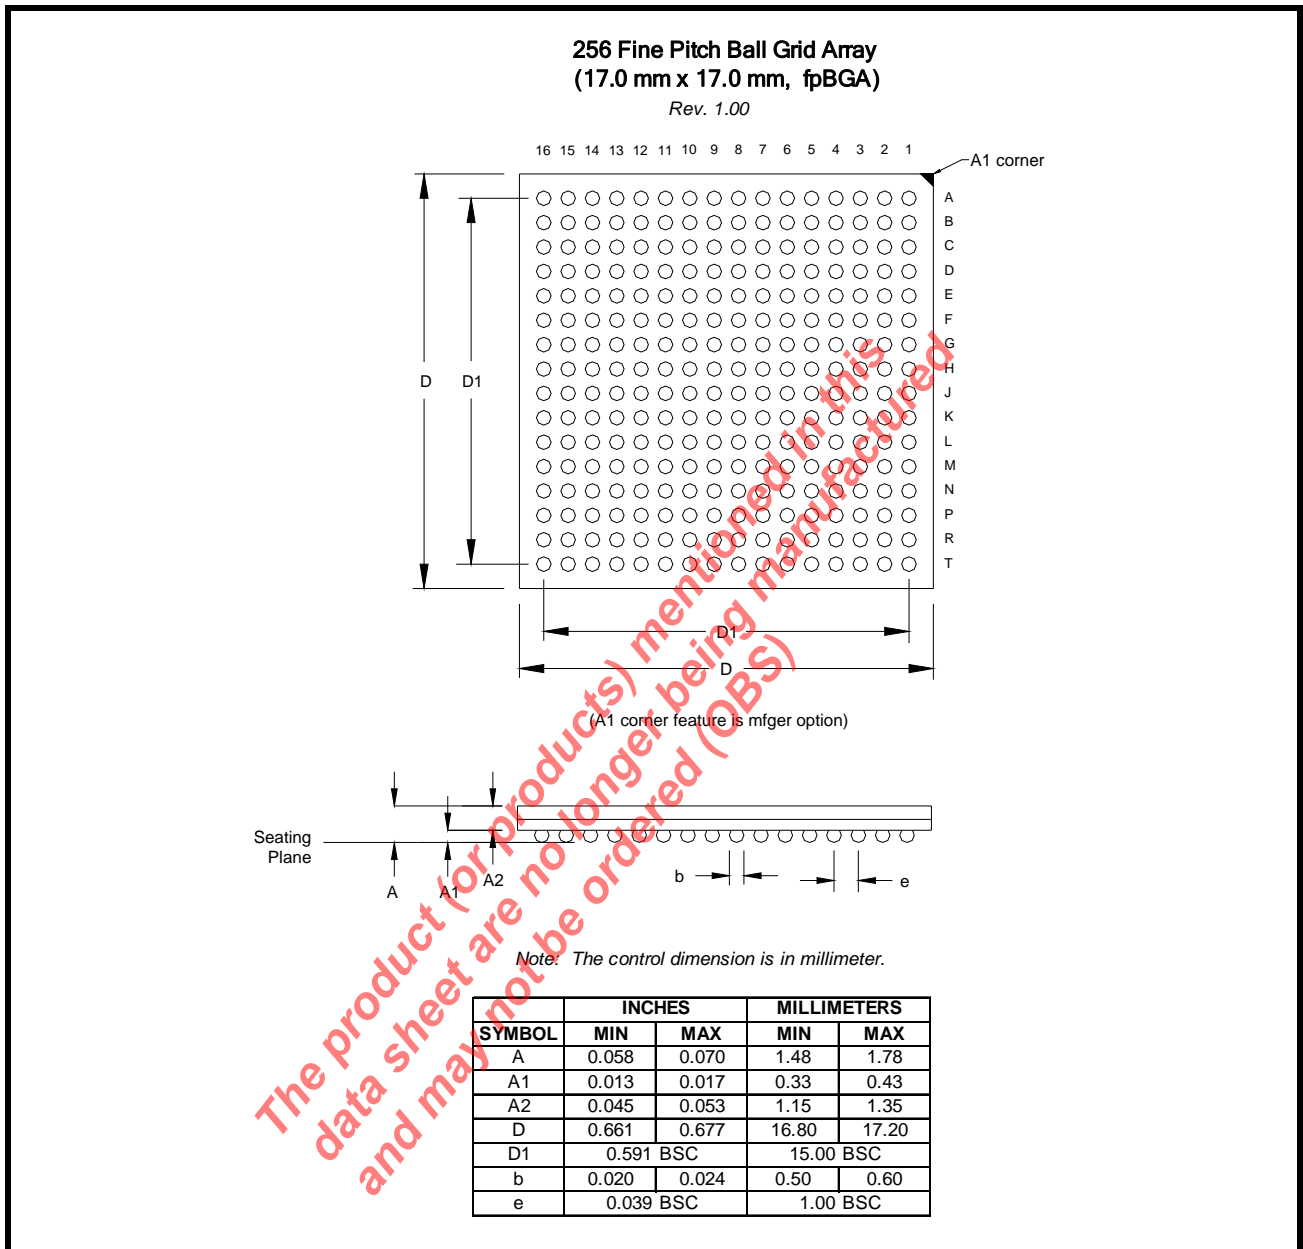 256 Fine Pitch Ball Grid Array
(17.0 mm x 17.0 mm, fpBGA)
Rev. 1.00
16 15 14 13 12 11 10 9 8 7 6 5 4 3 2 1
A1 corner
A
B
C
D
E
F
G
H
D D1 J
K
L
M
N
P
R
T
D1
D
(A1 corner feature is mfger option)
Seating
Plane
A A1 A2 b e
Note: The control dimension is in millimeter.
INCHES MILLIMETERS
SYMBOL MIN MAX MIN MAX
A 0.058 0.070 1.48 1.78
A1 0.013 0.017 0.33 0.43
A2 0.045 0.053 1.15 1.35
D 0.661 0.677 16.80 17.20
D1 0.591 BSC 15.00 BSC
b 0.020 0.024 0.50 0.60
e 0.039 BSC 1.00 BSC
The product (or products) mentioned in this
data sheet are no longer being manufactured
and may not be ordered (OBS)